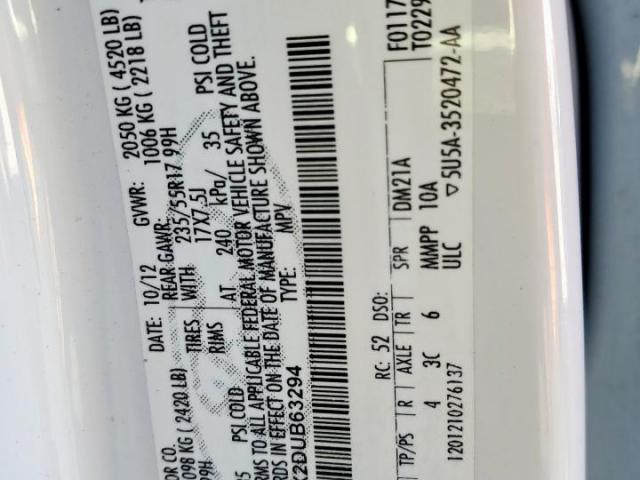 OR CO. DATE: 10/12 GVWR: 2050 KG ( 4520 LB)
098 KG ( 2420 LB) REAR GAWR: 1006 KG ( 2218 LB)
99H TIRES WITH 235/55R17 99H
RIMS 17X7.5J
PSI COLD AT 240 kPa/ 35 PSI COLD
RMS TO ALL APPLICABLE FEDERAL MOTOR VEHICLE SAFETY AND THEFT
RDS IN EFFECT ON THE DATE OF MANUFACTURE SHOWN ABOVE.
2DUB63294 TYPE: MPV
F0117
T0229
RC: 52 DSO:
TP/PS R AXLE TR SPR DM21A
4 3C 6 MMPP 10A
1201210276137 ULC ▽5U5A-3520472-AA